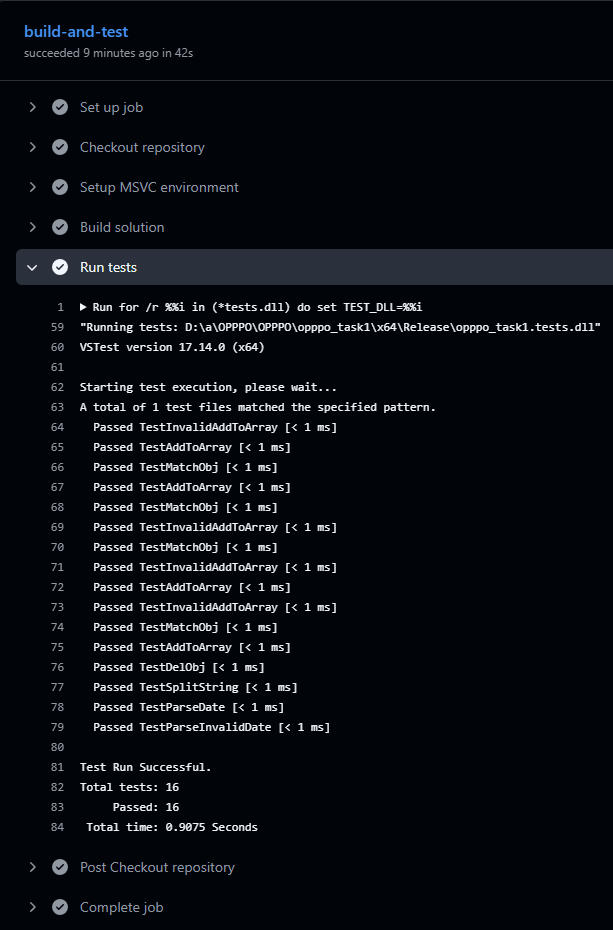 build-and-test
succeeded 9 minutes ago in 42s
Set up job
Checkout repository
Setup MSVC environment
Build solution
Run tests
1 Run for /r %%i in (*tests.dll) do set TEST_DLL=%%i
59 "Running tests: D:\a\OPPPO\OPPPO\opppo_task1\x64\Release\opppo_task1.tests.dll"
60 VSTest version 17.14.0 (x64)
61
62 Starting test execution, please wait...
63 A total of 1 test files matched the specified pattern.
64 Passed TestInvalidAddToArray [< 1 ms]
65 Passed TestAddToArray [< 1 ms]
66 Passed TestMatchObj [< 1 ms]
67 Passed TestAddToArray [< 1 ms]
68 Passed TestMatchObj [< 1 ms]
69 Passed TestInvalidAddToArray [< 1 ms]
70 Passed TestMatchObj [< 1 ms]
71 Passed TestInvalidAddToArray [< 1 ms]
72 Passed TestAddToArray [< 1 ms]
73 Passed TestInvalidAddToArray [< 1 ms]
74 Passed TestMatchObj [< 1 ms]
75 Passed TestAddToArray [< 1 ms]
76 Passed TestDelObj [< 1 ms]
77 Passed TestSplitString [< 1 ms]
78 Passed TestParseDate [< 1 ms]
79 Passed TestParseInvalidDate [< 1 ms]
80
81 Test Run Successful.
82 Total tests: 16
83 Passed: 16
84 Total time: 0.9075 Seconds
Post Checkout repository
Complete job